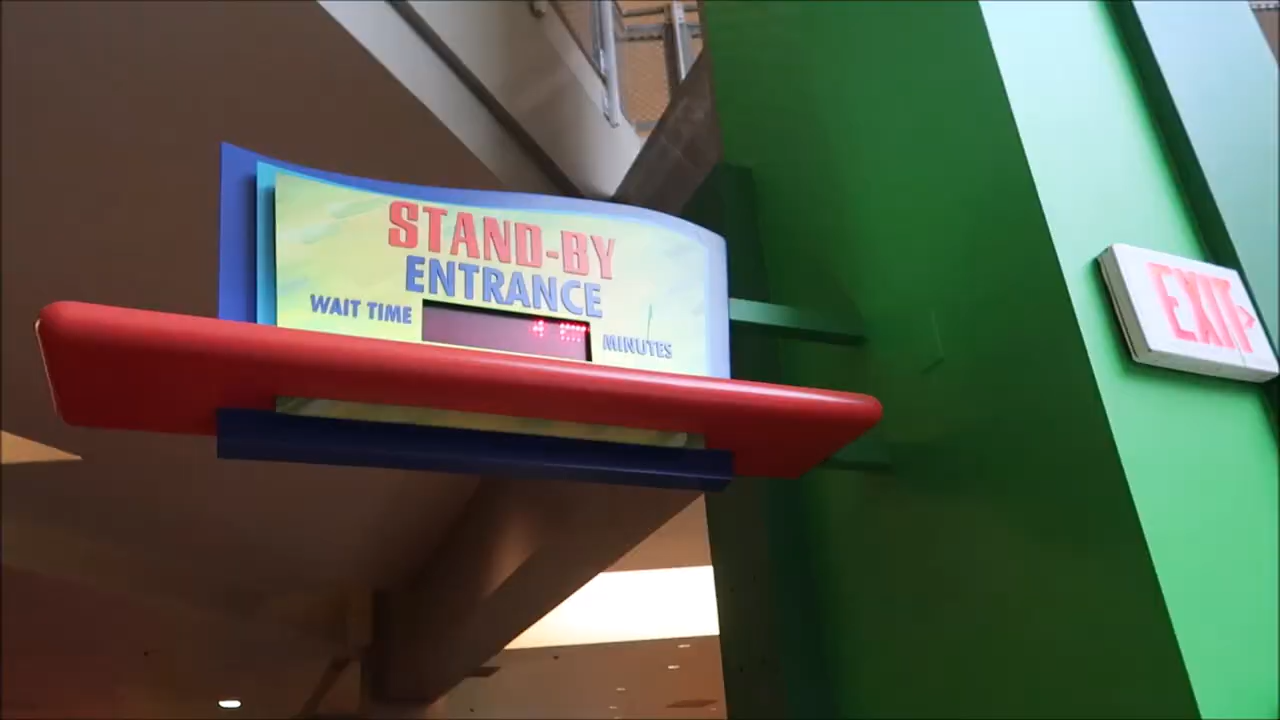 STAND-BY
ENTRANCE
WAIT TIME
MINUTES
EXIT